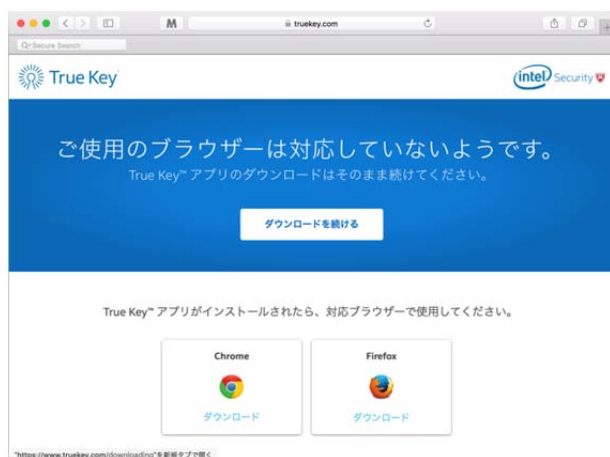 M
truekey.com
Secure Search
True Key
intel Security
ご使用のブラウザーは対応していないようです。
True Key™ アプリのダウンロードはそのまま続けてください。
ダウンロードを続ける
True Key™ アプリがインストールされたら、対応ブラウザーで使用してください。
Chrome
Firefox
ダウンロード
ダウンロード
"https://www.truekey.com/downloading"を新規タブで開く